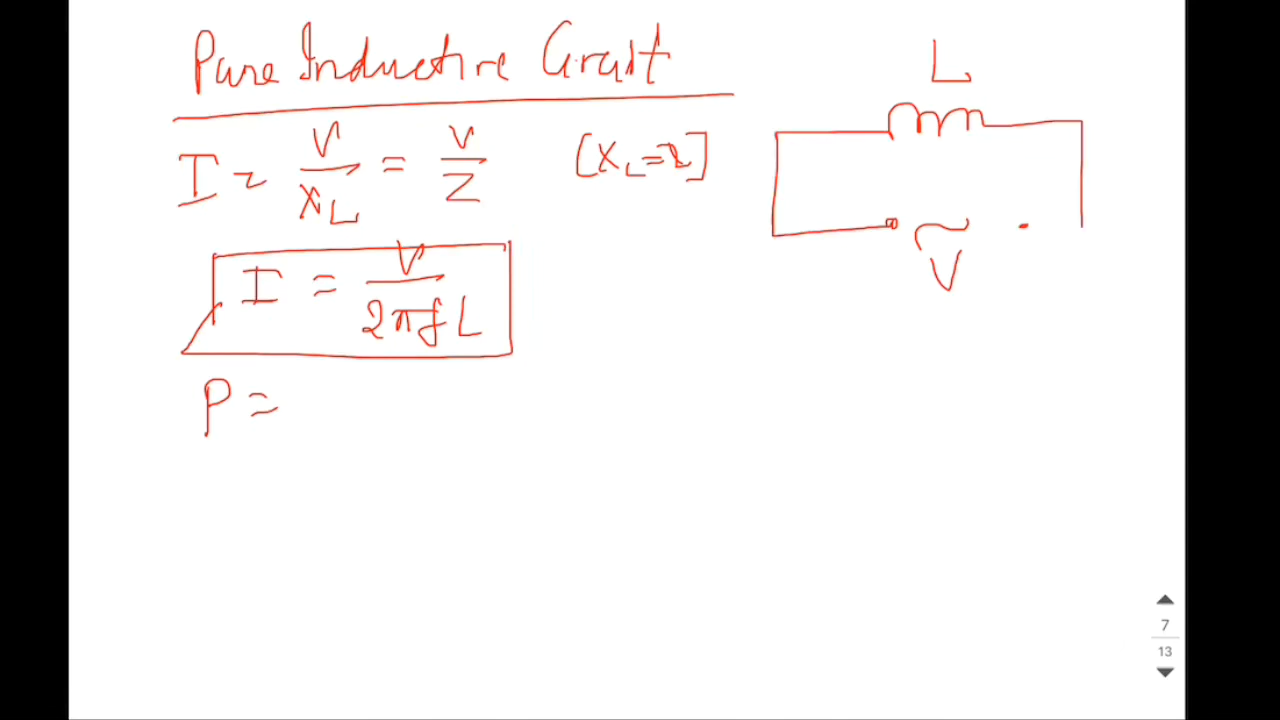 Pure Inductive Circuit
I = V/X_L = V/Z [X_L = Z]
I = V/2πfL
P =
L
~
V
7
13